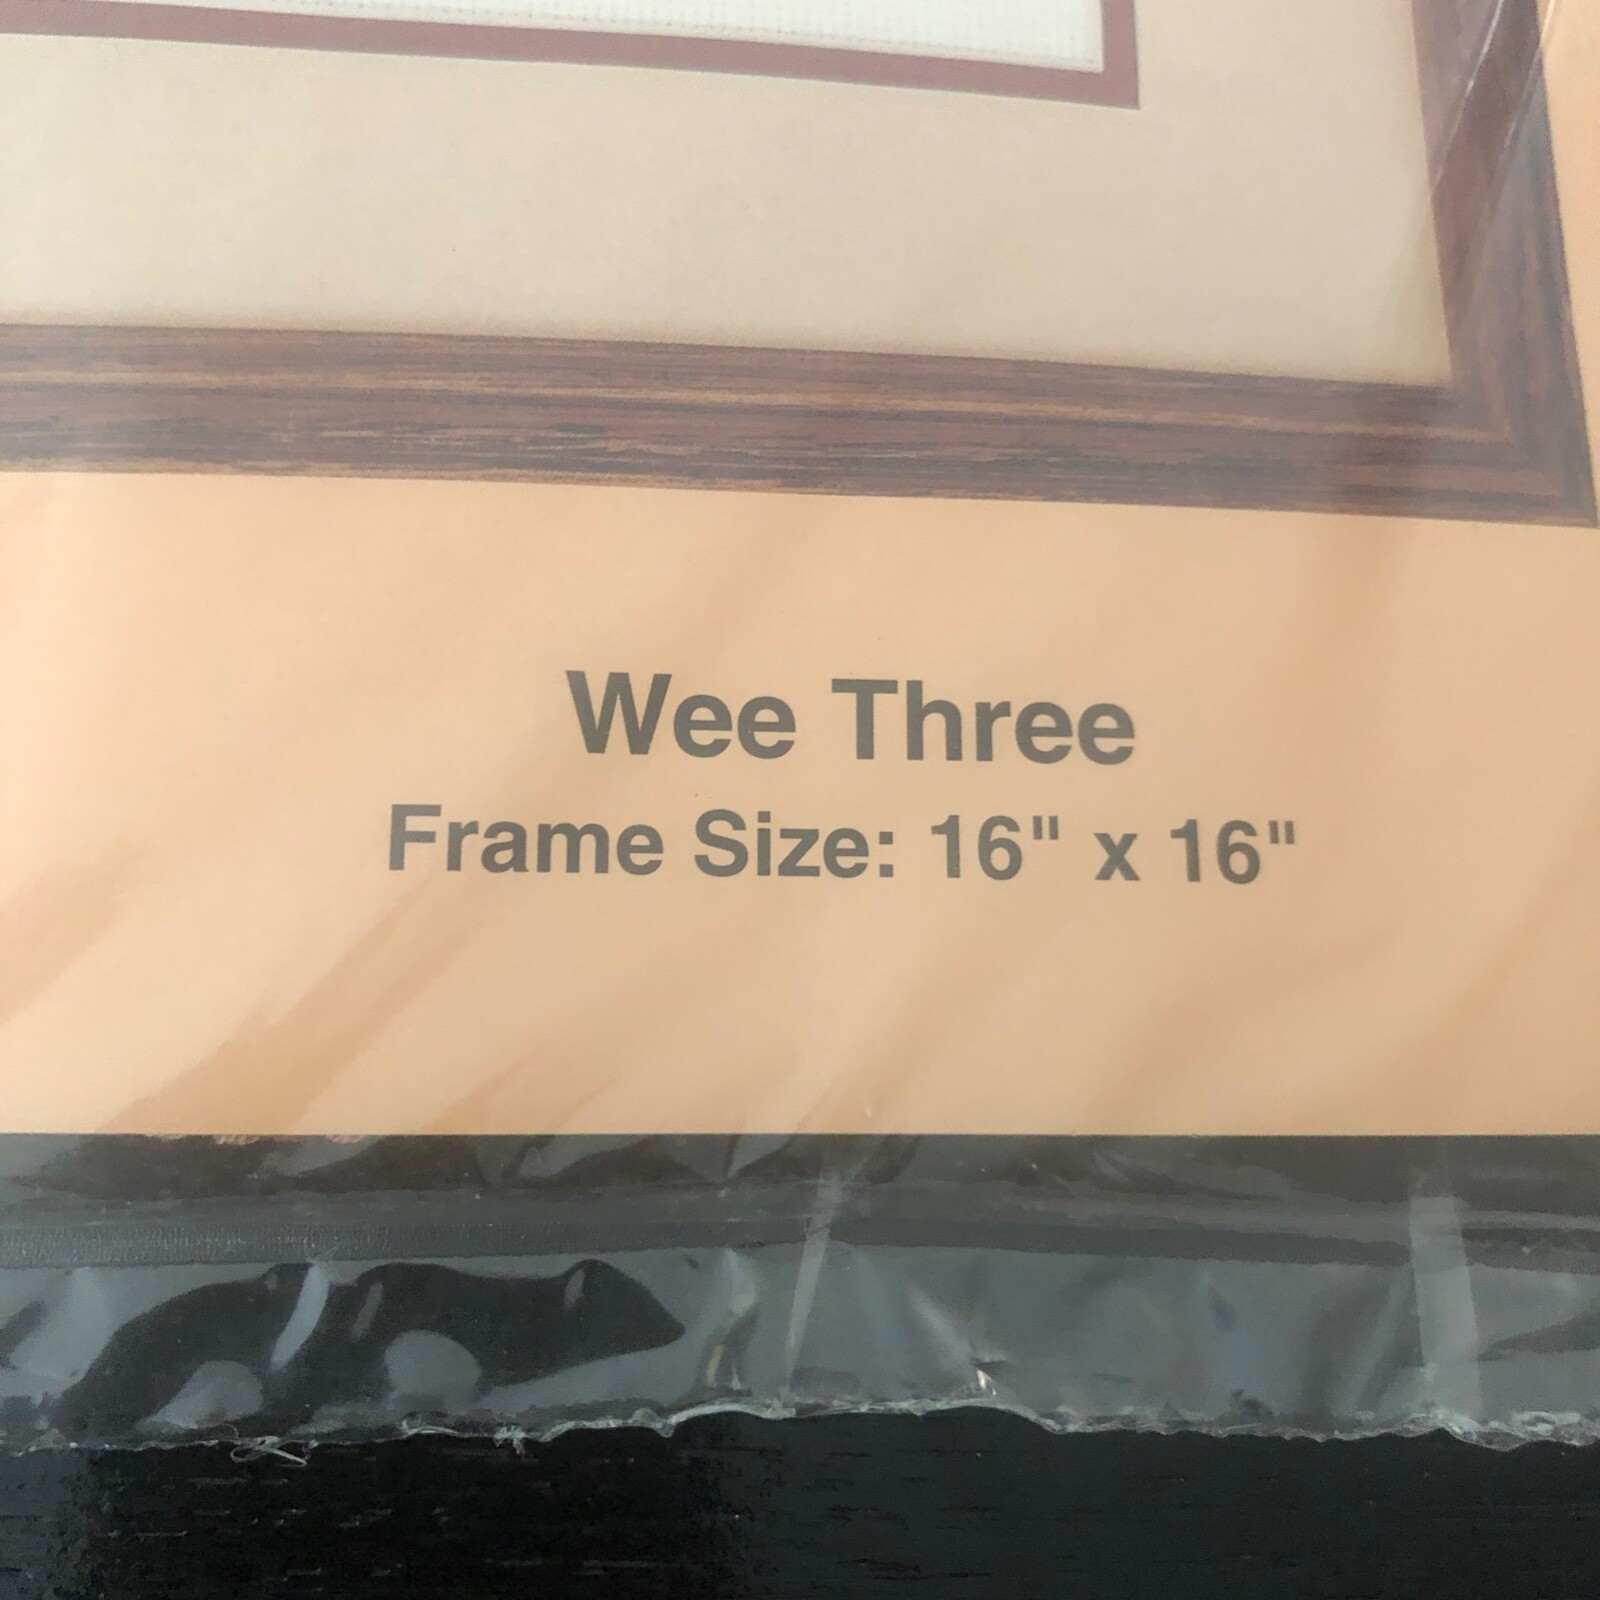 Wee Three
Frame Size: 16" x 16"